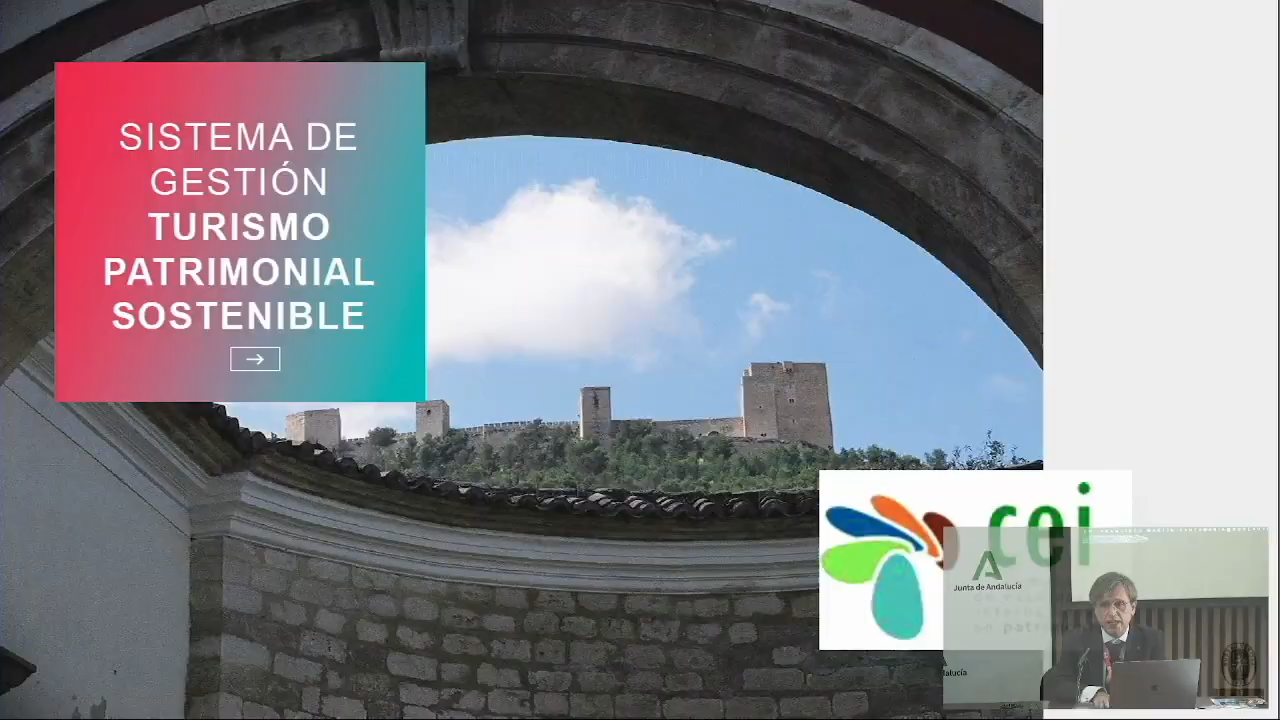 SISTEMA DE
GESTIÓN
TURISMO
PATRIMONIAL
SOSTENIBLE
cei
Junta de Andalucía